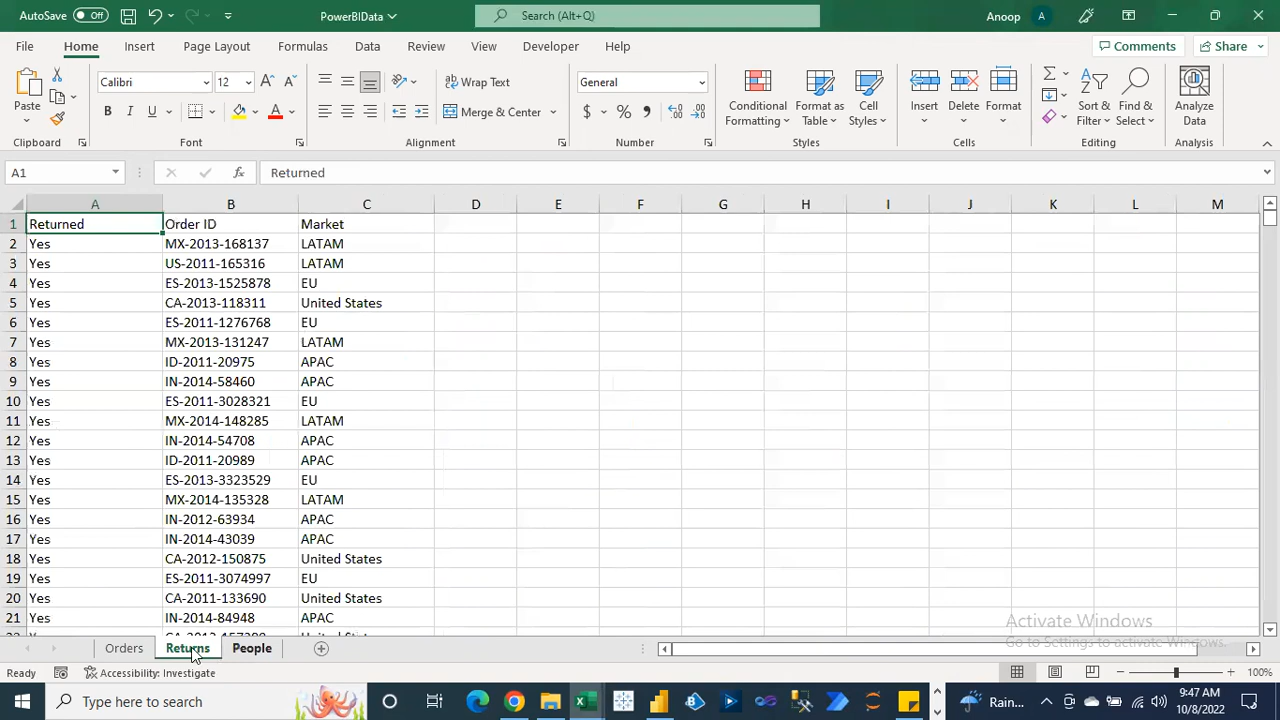 AutoSave Off PowerBIData Search (Alt+Q) Anoop A
File Home Insert Page Layout Formulas Data Review View Developer Help Comments Share
Paste Calibri 12 Wrap Text General Conditional Formatting Format as Table Cell Styles Insert Delete Format Sort & Filter Find & Select Analyze Data
B I U A Merge & Center $ % ,
Clipboard Font Alignment Number Styles Cells Editing Analysis
A1 fx Returned
A B C D E F G H I J K L M
1 Returned Order ID Market
2 Yes MX-2013-168137 LATAM
3 Yes US-2011-165316 LATAM
4 Yes ES-2013-1525878 EU
5 Yes CA-2013-118311 United States
6 Yes ES-2011-1276768 EU
7 Yes MX-2013-131247 LATAM
8 Yes ID-2011-20975 APAC
9 Yes IN-2014-58460 APAC
10 Yes ES-2011-3028321 EU
11 Yes MX-2014-148285 LATAM
12 Yes IN-2014-54708 APAC
13 Yes ID-2011-20989 APAC
14 Yes ES-2013-3323529 EU
15 Yes MX-2014-135328 LATAM
16 Yes IN-2012-63934 APAC
17 Yes IN-2014-43039 APAC
18 Yes CA-2012-150875 United States
19 Yes ES-2011-3074997 EU
20 Yes CA-2011-133690 United States
21 Yes IN-2014-84948 APAC
Activate Windows
Go to Settings to activate Windows.
Orders Returns People
Ready Accessibility: Investigate 100%
Type here to search Rain... 9:47 AM
10/8/2022